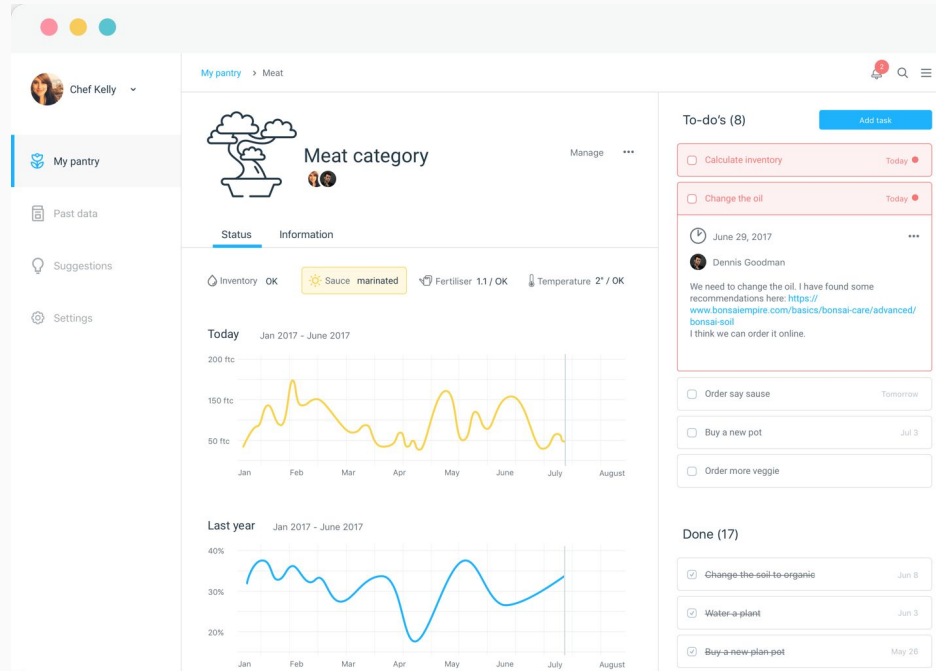 Chef Kelly
My pantry
Past data
Suggestions
Settings
My pantry > Meat
2
Meat category
Manage
Status Information
Inventory OK Sauce marinated Fertiliser 1.1 / OK Temperature 2° / OK
Today Jan 2017 - June 2017
200 ftc
150 ftc
50 ftc
Jan Feb Mar Apr May June July August
Last year Jan 2017 - June 2017
40%
30%
20%
Jan Feb Mar Apr May June July August
To-do's (8) Add task
Calculate inventory Today
Change the oil Today
June 29, 2017
Dennis Goodman
We need to change the oil. I have found some
recommendations here: https://
www.bonsaiempire.com/basics/bonsai-care/advanced/
bonsai-soil
I think we can order it online.
Order say sause Tomorrow
Buy a new pot Jul 3
Order more veggie
Done (17)
Change the soil to organic Jun 8
Water a plant Jun 3
Buy a new plan pot May 26